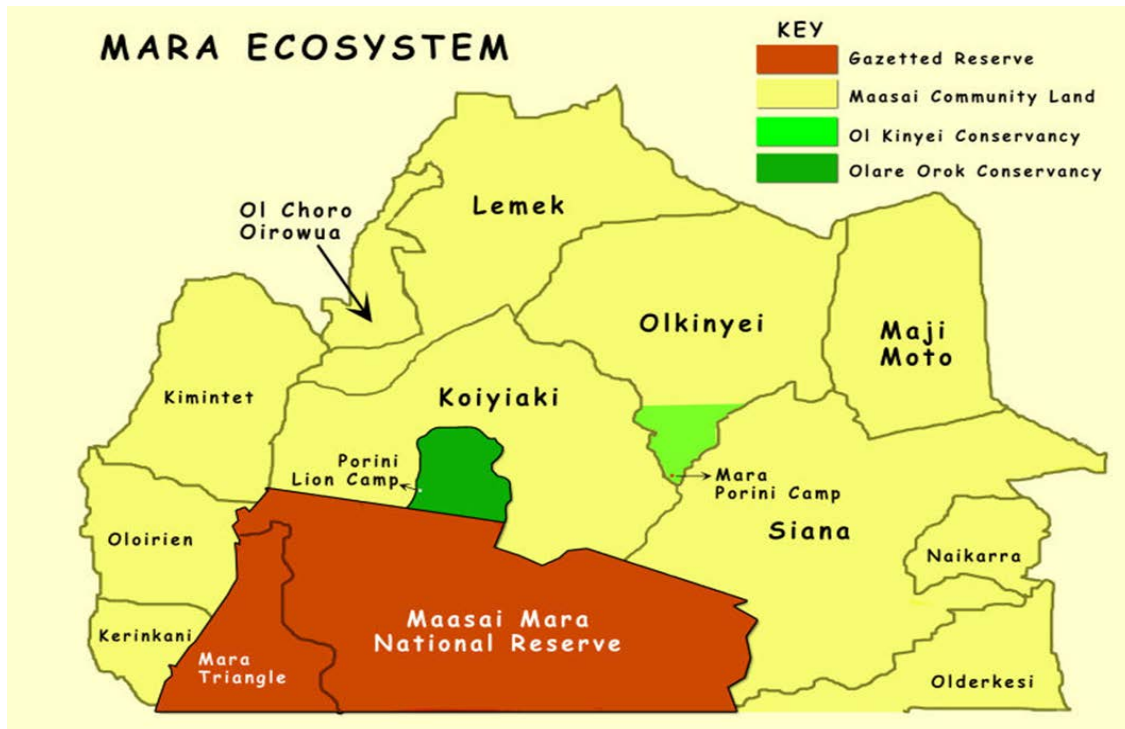 MARA ECOSYSTEM
KEY
Gazetted Reserve
Maasai Community Land
Ol Kinyei Conservancy
Olare Orok Conservancy
Ol Choro
Oirowua
Lemek
Olkinyei
Maji
Moto
Kimintet
Koiyiaki
Porini
Lion Camp
Mara
Porini Camp
Siana
Oloirien
Naikarra
Kerinkani
Maasai Mara
National Reserve
Mara
Triangle
Olderkesi